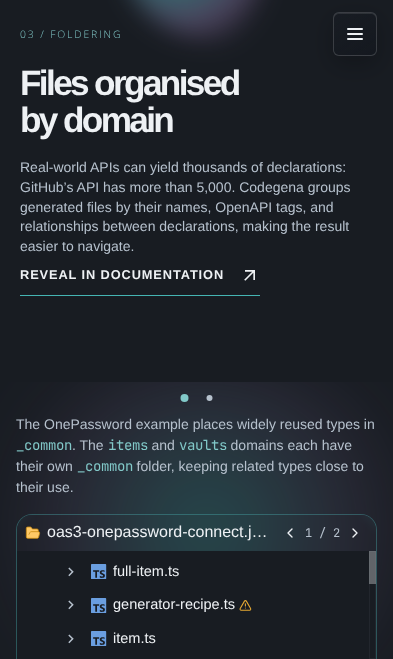 03 / FOLDERING
Files organised
by domain
Real-world APIs can yield thousands of declarations:
GitHub's API has more than 5,000. Codegena groups
generated files by their names, OpenAPI tags, and
relationships between declarations, making the result
easier to navigate.
REVEAL IN DOCUMENTATION
The OnePassword example places widely reused types in
_common. The items and vaults domains each have
their own _common folder, keeping related types close to
their use.
oas3-onepassword-connect.j… 1 / 2
TS full-item.ts
TS generator-recipe.ts
TS item.ts